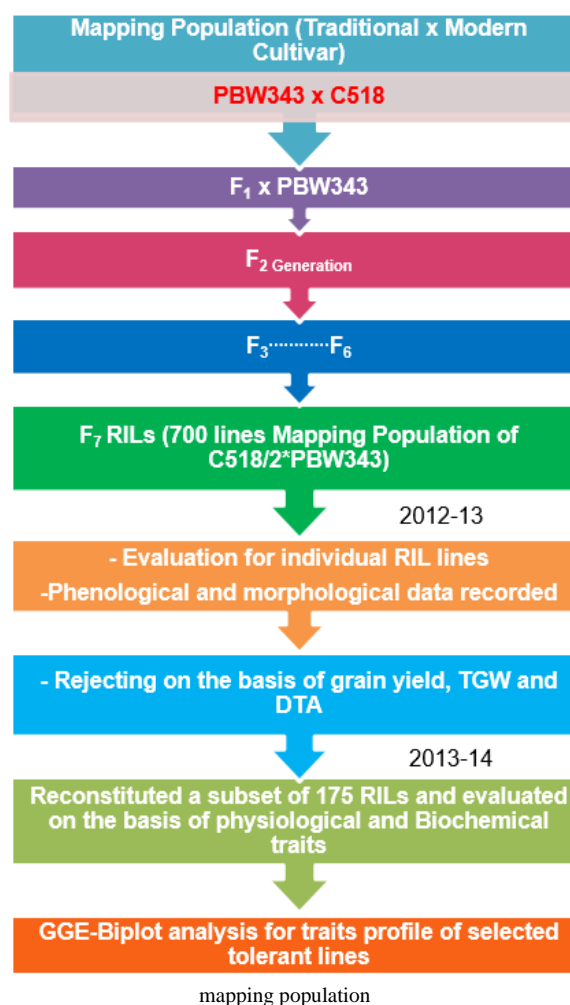 Mapping Population (Traditional x Modern
Cultivar)
PBW343 x C518
F₁ x PBW343
F₂ Generation
F₃············F₆
F₇ RILs (700 lines Mapping Population of
C518/2*PBW343)
2012-13
- Evaluation for individual RIL lines
-Phenological and morphological data recorded
- Rejecting on the basis of grain yield, TGW and
DTA
2013-14
Reconstituted a subset of 175 RILs and evaluated
on the basis of physiological and Biochemical
traits
GGE-Biplot analysis for traits profile of selected
tolerant lines
mapping population